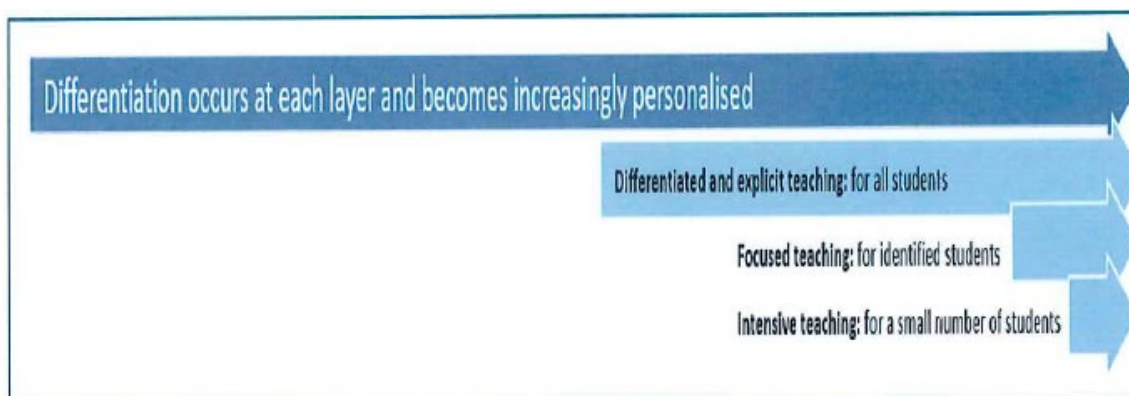 Differentiation occurs at each layer and becomes increasingly personalised
Differentiated and explicit teaching: for all students
Focused teaching: for identified students
Intensive teaching: for a small number of students